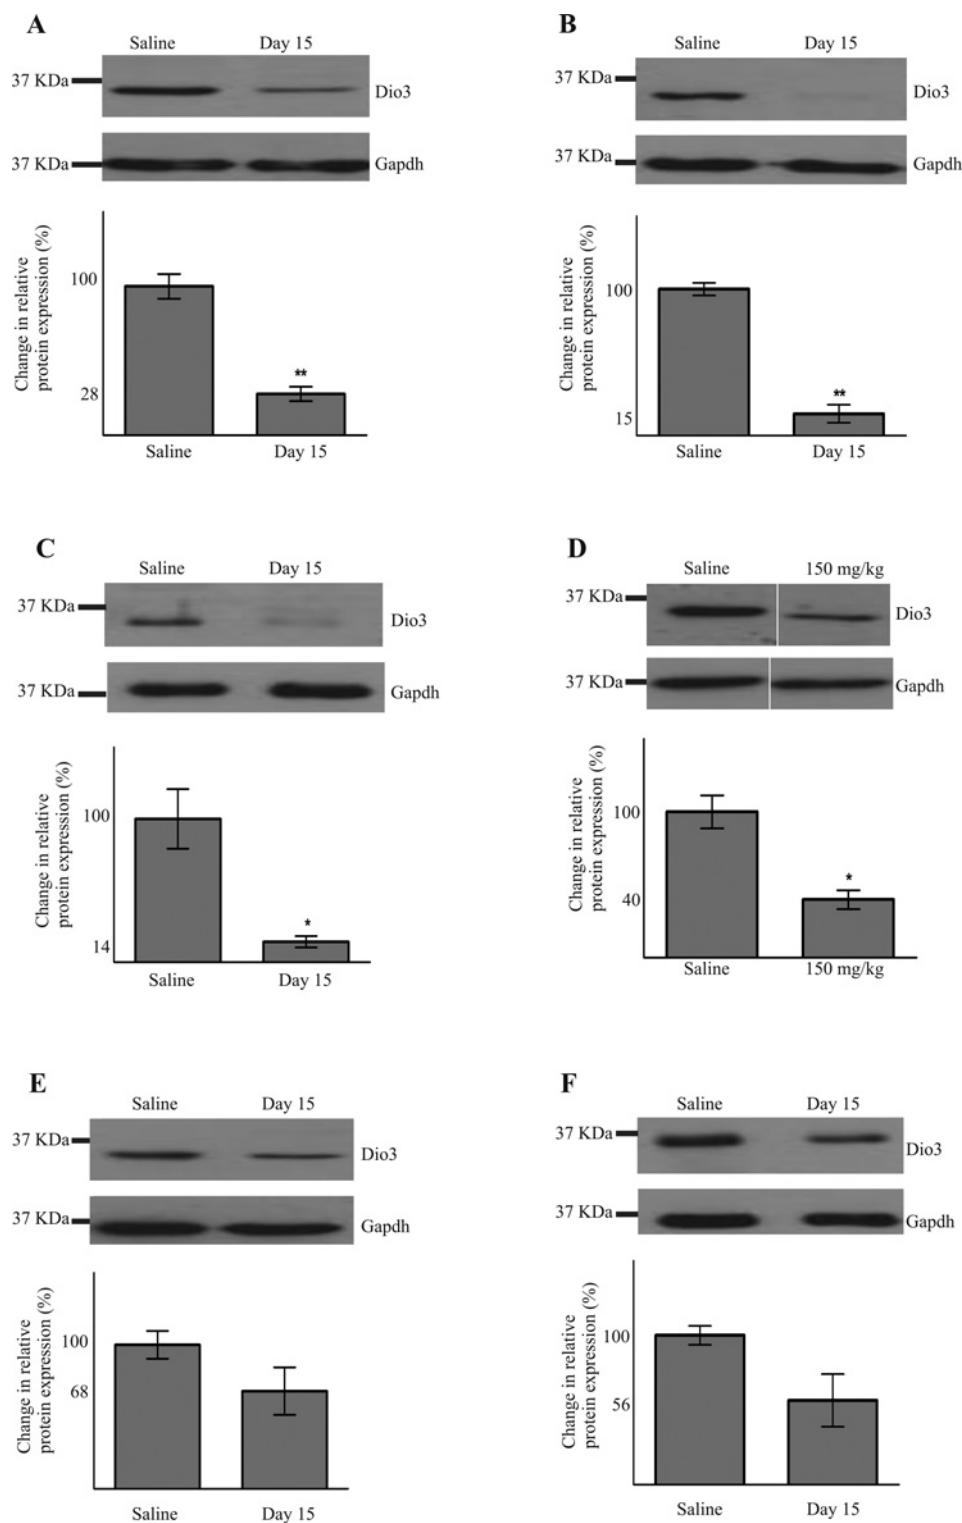 A
Saline Day 15
37 KDa
Dio3
37 KDa
Gapdh
Change in relative
protein expression (%)
100
**
28
Saline Day 15
B
Saline Day 15
37 KDa
Dio3
37 KDa
Gapdh
Change in relative
protein expression (%)
100
**
15
Saline Day 15
C
Saline Day 15
37 KDa
Dio3
37 KDa
Gapdh
Change in relative
protein expression (%)
100
*
14
Saline Day 15
D
Saline 150 mg/kg
37 KDa
Dio3
37 KDa
Gapdh
Change in relative
protein expression (%)
100
*
40
Saline 150 mg/kg
E
Saline Day 15
37 KDa
Dio3
37 KDa
Gapdh
Change in relative
protein expression (%)
100
68
Saline Day 15
F
Saline Day 15
37 KDa
Dio3
37 KDa
Gapdh
Change in relative
protein expression (%)
100
56
Saline Day 15